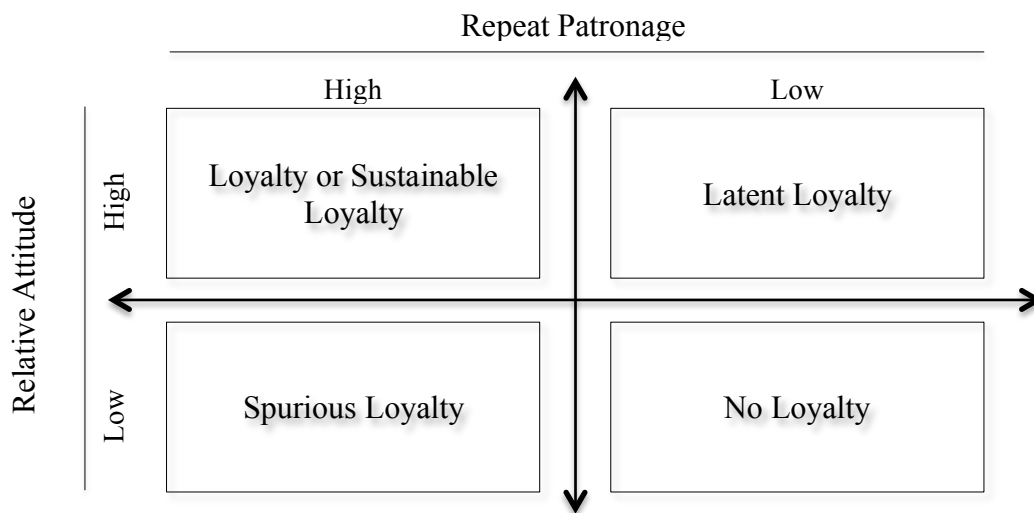 Repeat Patronage
High
Low
Relative Attitude
High
Loyalty or Sustainable
Loyalty
Latent Loyalty
Low
Spurious Loyalty
No Loyalty